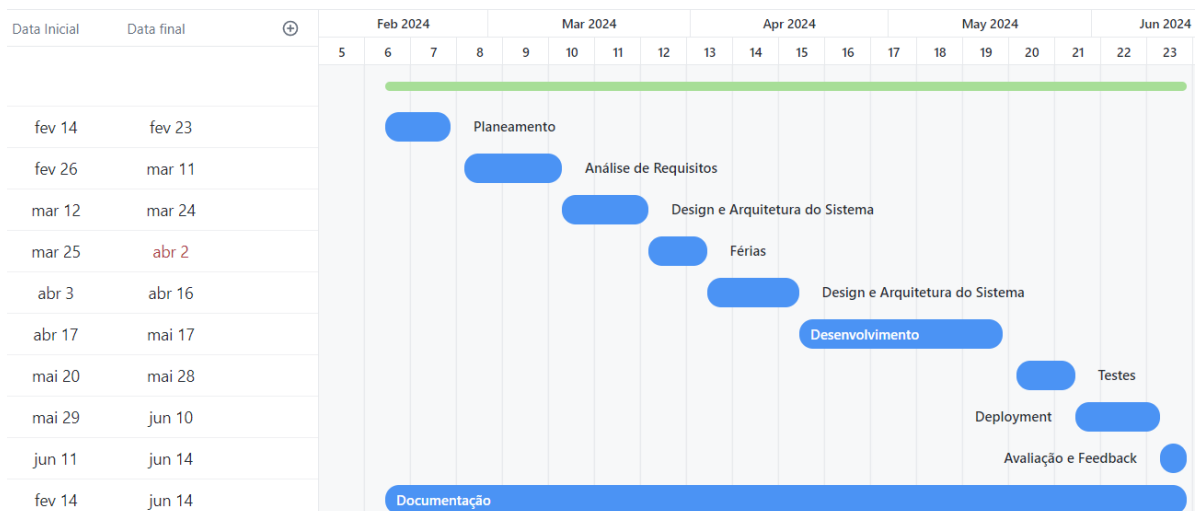 Data Inicial Data final Feb 2024 Mar 2024 Apr 2024 May 2024 Jun 2024
5 6 7 8 9 10 11 12 13 14 15 16 17 18 19 20 21 22 23
fev 14 fev 23 Planeamento
fev 26 mar 11 Análise de Requisitos
mar 12 mar 24 Design e Arquitetura do Sistema
mar 25 abr 2 Férias
abr 3 abr 16 Design e Arquitetura do Sistema
abr 17 mai 17 Desenvolvimento
mai 20 mai 28 Testes
mai 29 jun 10 Deployment
jun 11 jun 14 Avaliação e Feedback
fev 14 jun 14 Documentação